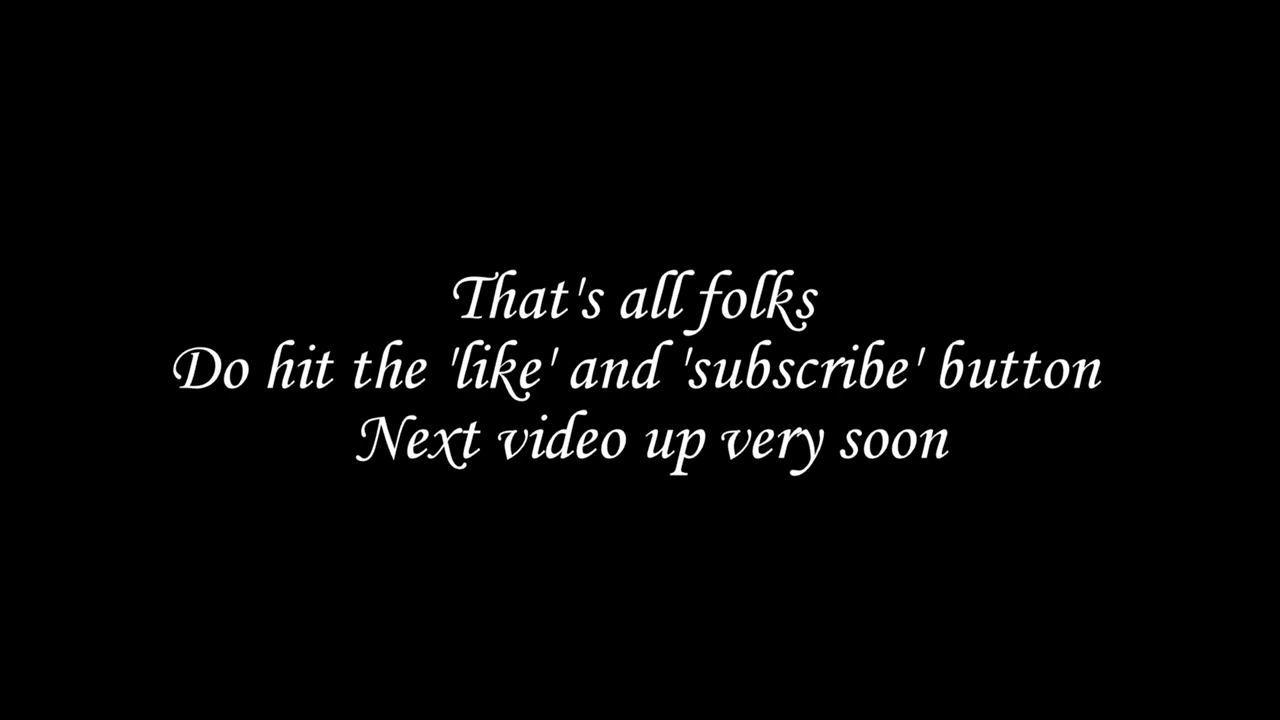 That's all folks
Do hit the 'like' and 'subscribe' button
Next video up very soon